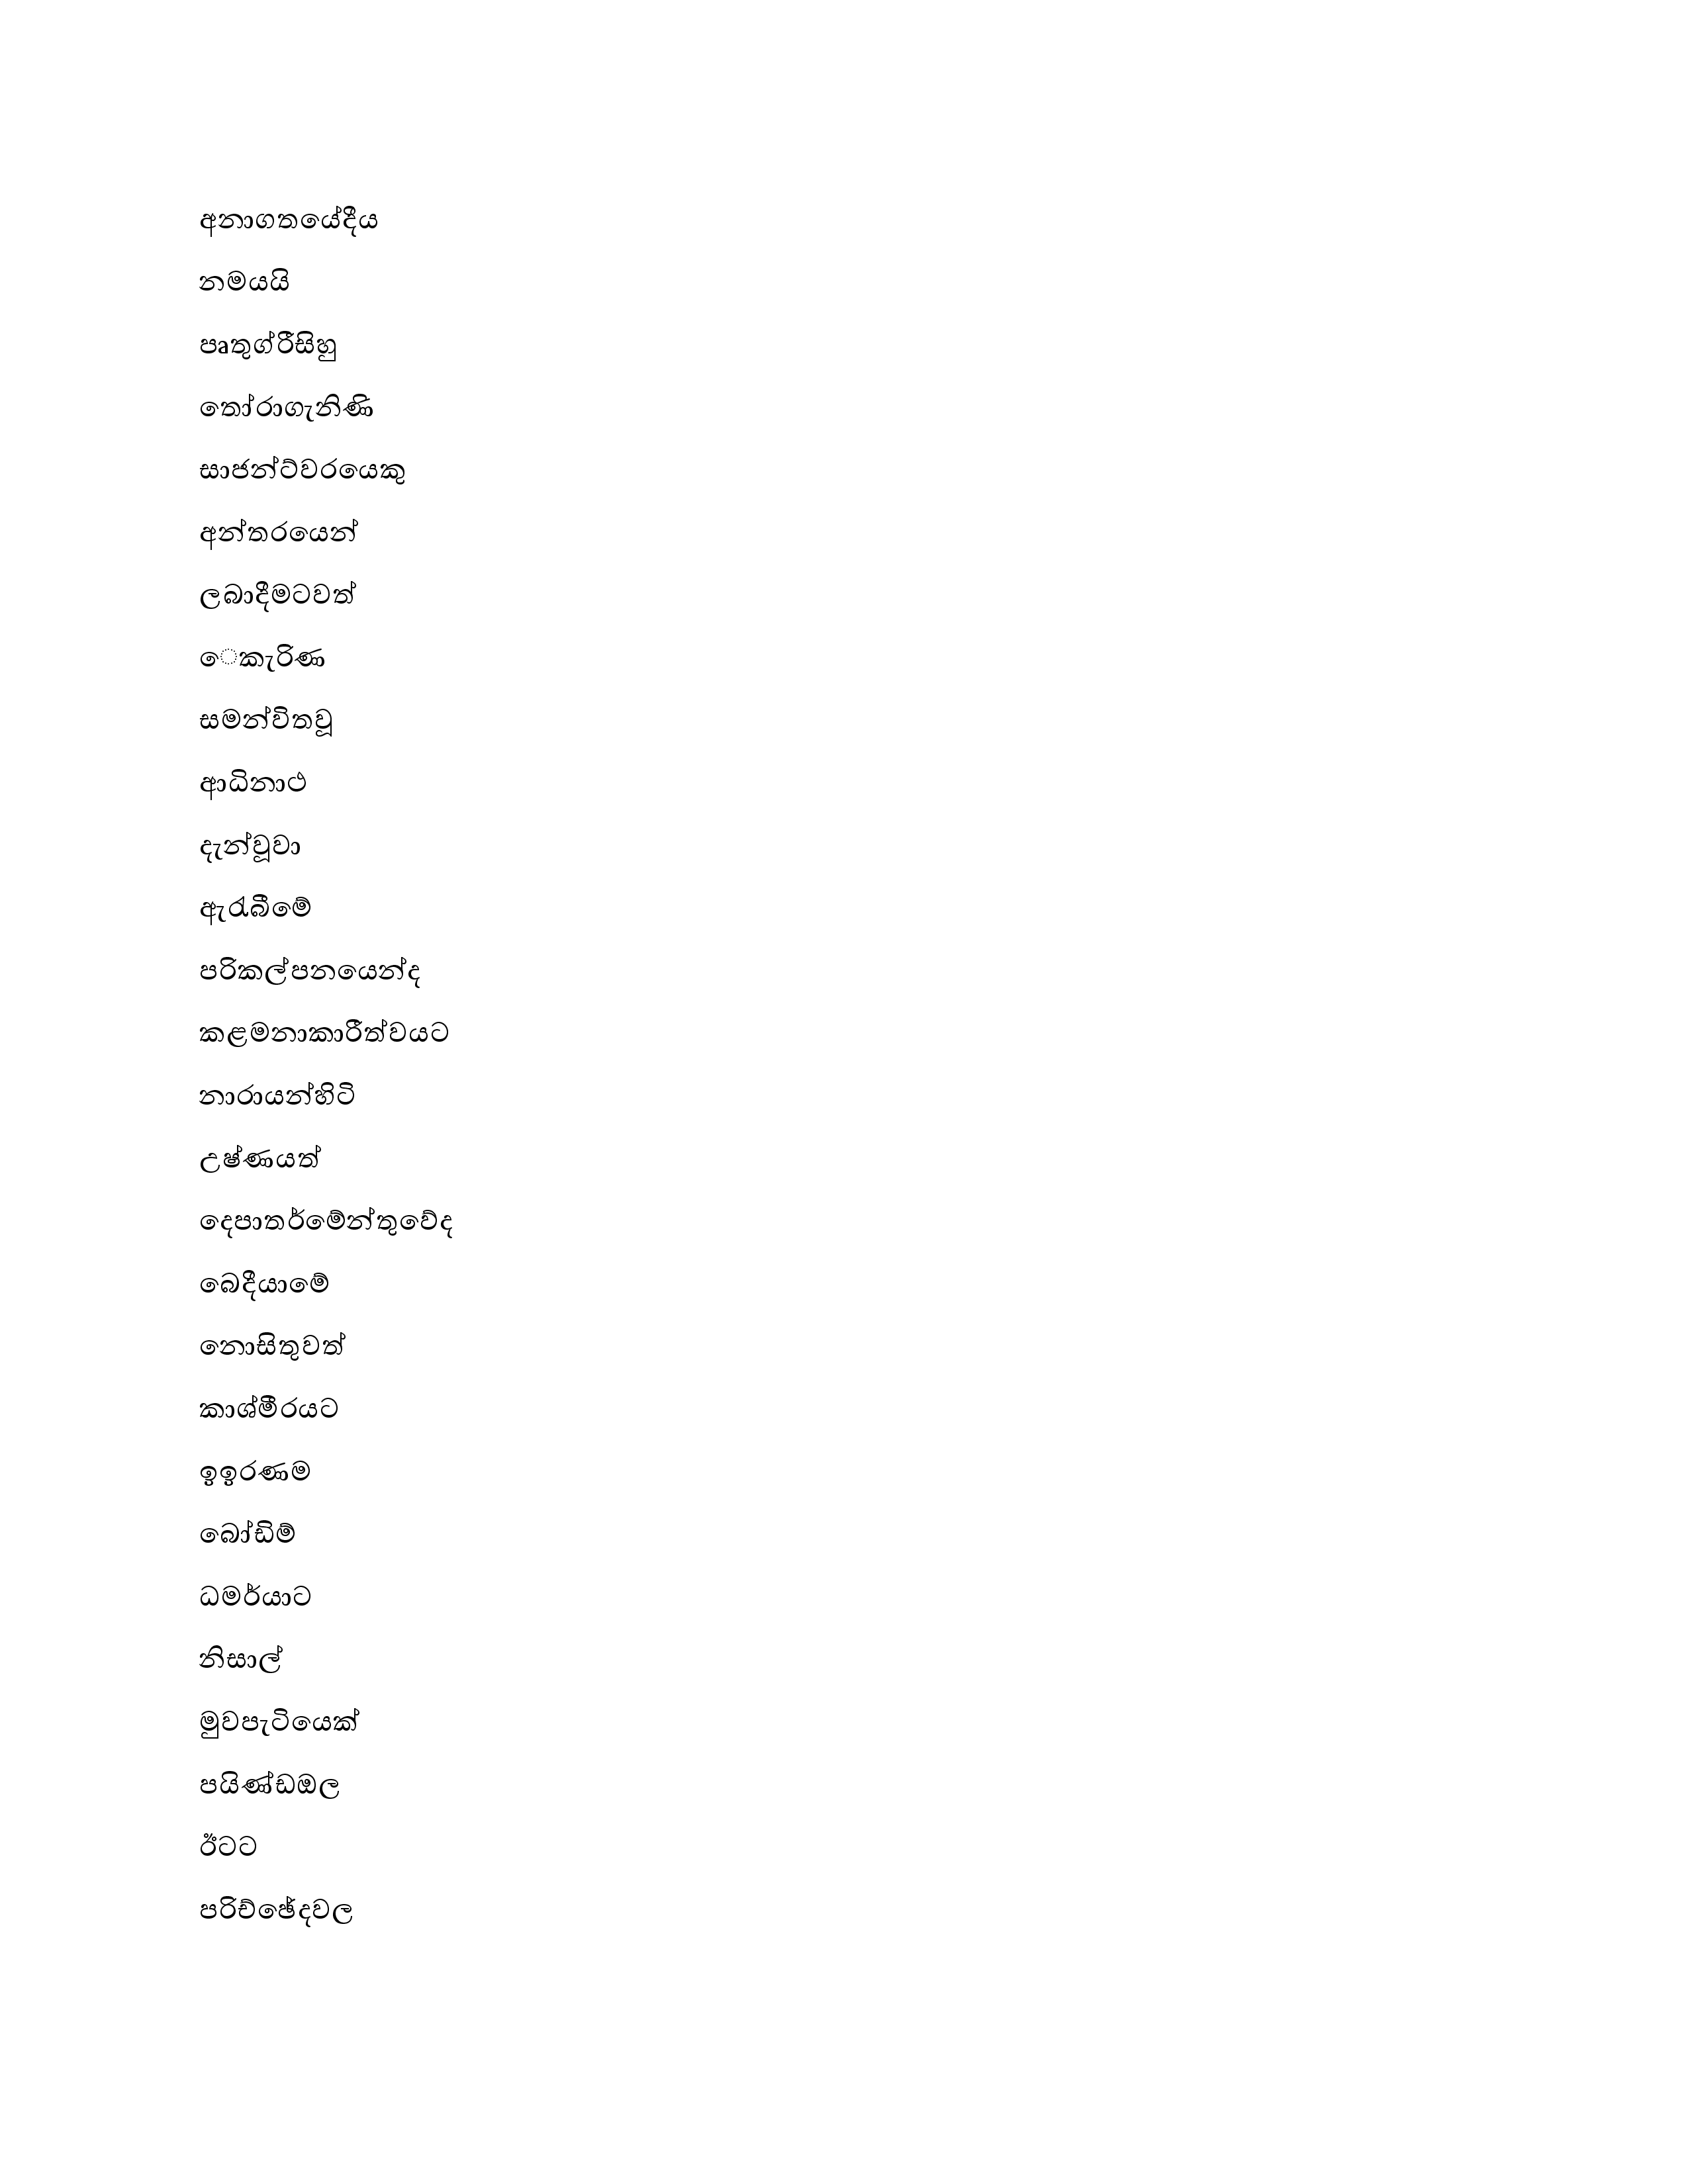 අනාගතයේදීය
නමයයි
පෘතුග්රීසිහු
තෝරාගැනිණි
සාජන්ට්වරයෙකු
අන්තරයෙන්
ලබාදීමටවත්
ෙකැරිණ
සමන්විතවූ
ආධිනාථ
දැන්වූවා
ඇරැබීමේ
පරිකල්පනයෙන්ද
කළමනාකාරීත්වයට
නාරායන්හිටි
උෂ්ණයත්
දෙපාතර්මේන්තුවේද
බෙදීයාමේ
නොසිතුවත්
කාශ්මීරයට
ඉඉරණම
බෝඩිම්
ධමර්යාට
නිසාල්
මුවපැටියෙක්
පයිණ්ඩඔල
ඊටට
පරිච්ඡේදවල